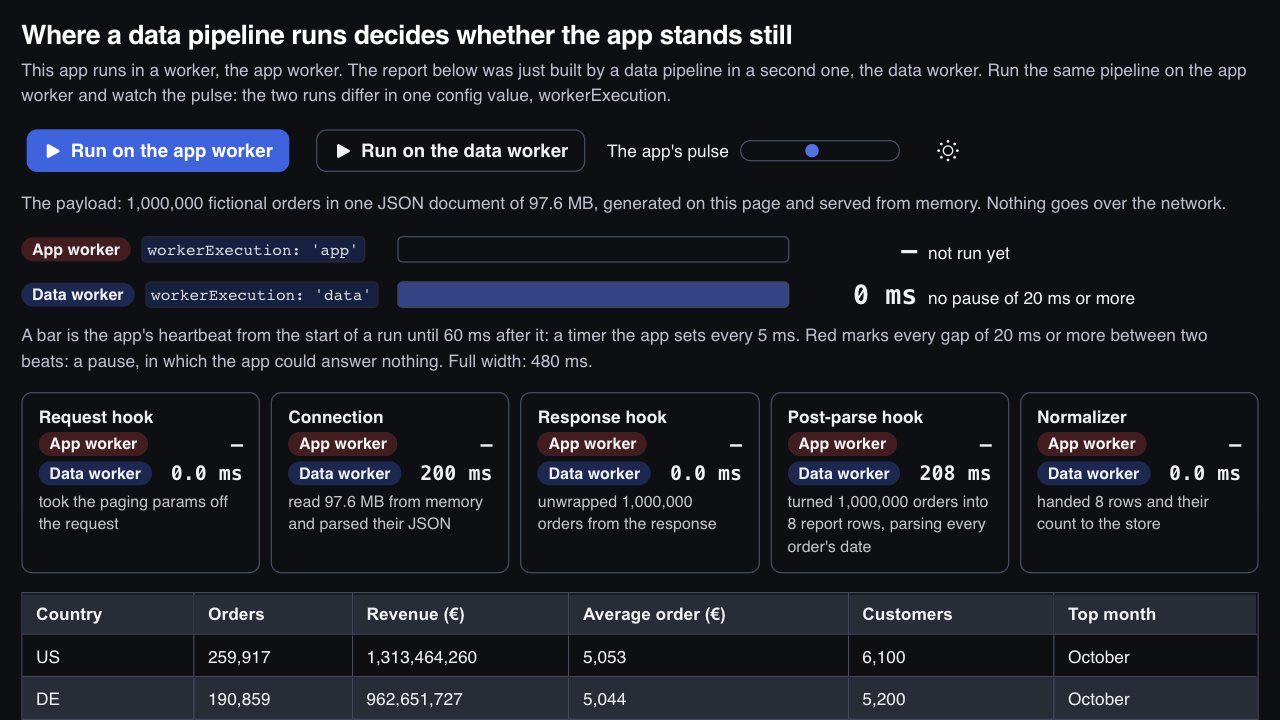 Where a data pipeline runs decides whether the app stands still
This app runs in a worker, the app worker. The report below was just built by a data pipeline in a second one, the data worker. Run the same pipeline on the app
worker and watch the pulse: the two runs differ in one config value, workerExecution.
▶ Run on the app worker
▶ Run on the data worker
The app's pulse
The payload: 1,000,000 fictional orders in one JSON document of 97.6 MB, generated on this page and served from memory. Nothing goes over the network.
App worker workerExecution: 'app' – not run yet
Data worker workerExecution: 'data' 0 ms no pause of 20 ms or more
A bar is the app's heartbeat from the start of a run until 60 ms after it: a timer the app sets every 5 ms. Red marks every gap of 20 ms or more between two
beats: a pause, in which the app could answer nothing. Full width: 480 ms.
Request hook
App worker –
Data worker 0.0 ms
took the paging params off
the request
Connection
App worker –
Data worker 200 ms
read 97.6 MB from memory
and parsed their JSON
Response hook
App worker –
Data worker 0.0 ms
unwrapped 1,000,000
orders from the response
Post-parse hook
App worker –
Data worker 208 ms
turned 1,000,000 orders into
8 report rows, parsing every
order's date
Normalizer
App worker –
Data worker 0.0 ms
handed 8 rows and their
count to the store
Country Orders Revenue (€) Average order (€) Customers Top month
US 259,917 1,313,464,260 5,053 6,100 October
DE 190,859 962,651,727 5,044 5,200 October